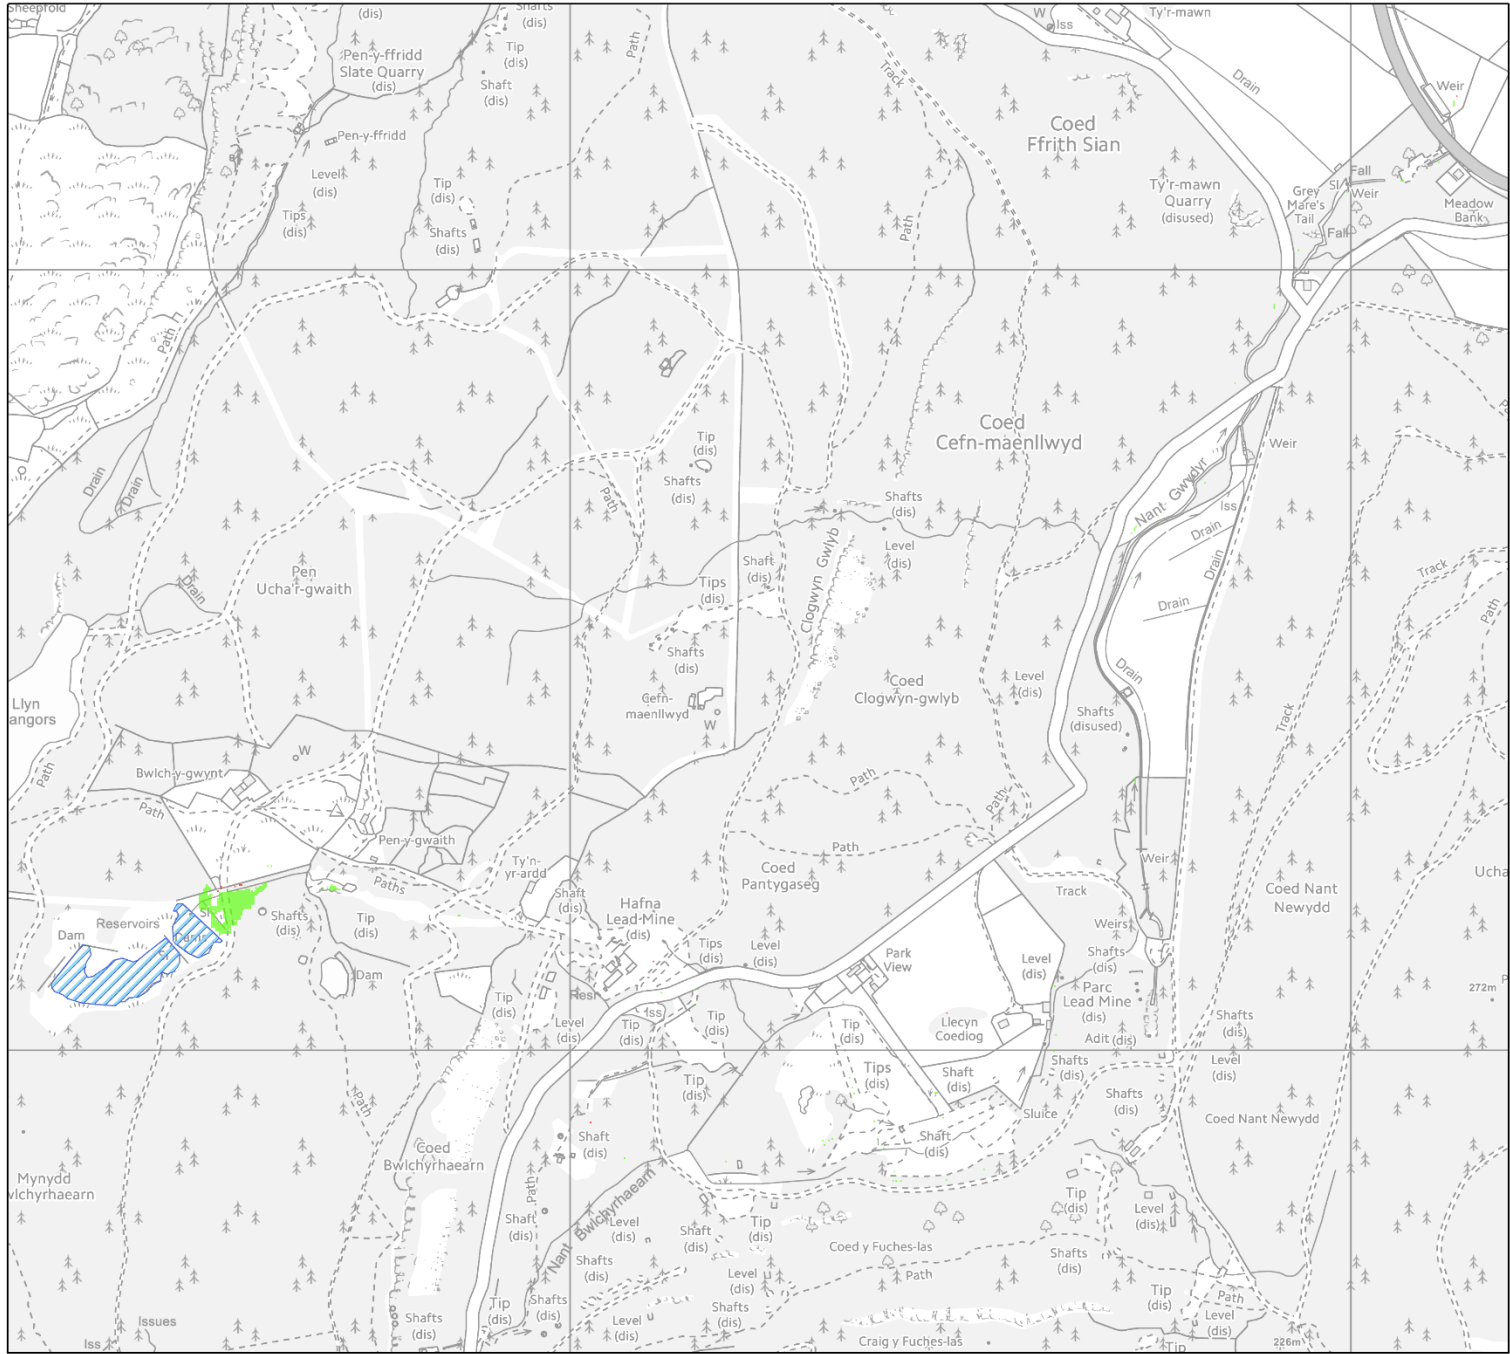 Sheepfold
(dis)
Shafts
(dis)
Tip
(dis)
Shaft
(dis)
Pen-y-ffridd
Slate Quarry
(dis)
Path
Track
W
Iss
Ty'r-mawn
Drain
Weir
Pen-y-ffridd
Level
(dis)
Tips
(dis)
Tip
(dis)
Shafts
(dis)
Coed
Ffrith Sian
Path
Ty'r-mawn
Quarry
(disused)
Grey
Mare's
Tail
Fall
Weir
Fall
Meadow
Bank
Path
Drain
Drain
Tip
(dis)
Shafts
(dis)
Path
Coed
Cefn-maenllwyd
Weir
Nant Gwydyr
Shafts
(dis)
Level
(dis)
Iss
Drain
Drain
Drain
Clogwyn Gwlyb
Shaft
(dis)
Tips
(dis)
Pen
Ucha'r-gwaith
Drain
Track
Path
Shafts
(dis)
Cefn-
maenllwyd
W
Coed
Clogwyn-gwlyb
Level
(dis)
Drain
Shafts
(disused)
Track
Llyn
angors
Path
W
Bwlch-y-gwynt
Path
Path
Path
Pen-y-gwaith
Path
Weir
Ty'n-
yr-ardd
Paths
Coed
Pantygaseg
Track
Coed Nant
Newydd
Ucha
Shaft
(dis)
Hafna
Lead Mine
(dis)
Reservoirs
Dam
Shafts
(dis)
Tip
(dis)
Dam
Tips
(dis)
Level
(dis)
Park
View
Level
(dis)
Weirs
Shafts
(dis)
Parc
Lead Mine
(dis)
Adit (dis)
272m
Resr
Tip
(dis)
Level
(dis)
Iss
Tip
(dis)
Tip
(dis)
Tip
(dis)
Llecyn
Coediog
Shafts
(dis)
Level
(dis)
Tip
(dis)
Tips
(dis)
Shaft
(dis)
Shafts
(dis)
Sluice
Shafts
(dis)
Coed Nant Newydd
Path
Coed
Bwlchyrhaearn
Shaft
(dis)
Shaft
(dis)
Mynydd
wlchyrhaearn
Path
Nant Bwlchyrhaearn
Shaft
(dis)
Level
(dis)
Shaft
(dis)
Tip
(dis)
Tip
(dis)
Level
(dis)
Coed y Fuches-las
Shafts
(dis)
Shafts
(dis)
Level
(dis)
Path
Shafts
(dis)
Tip
(dis)
Shafts
(dis)
Level
(dis)
Shafts
(dis)
Tip
(dis)
Path
Level
(dis)
Issues
Iss
Craig y Fuches-las
226m
Tip